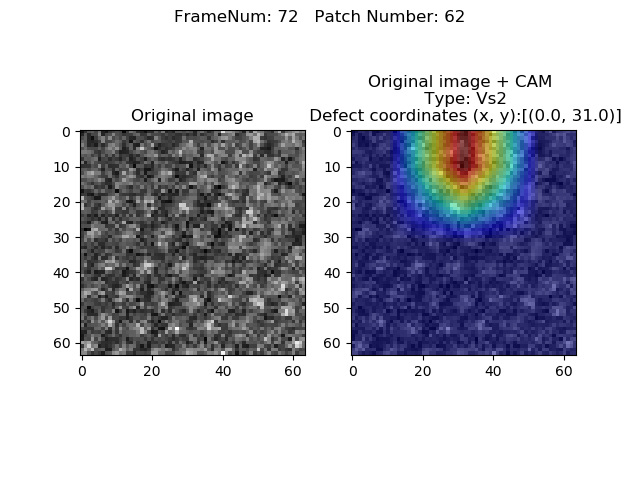 FrameNum: 72   Patch Number: 62
Original image
0
10
20
30
40
50
60
0 20 40 60
Original image + CAM
Type: Vs2
Defect coordinates (x, y):[(0.0, 31.0)]
0
10
20
30
40
50
60
0 20 40 60